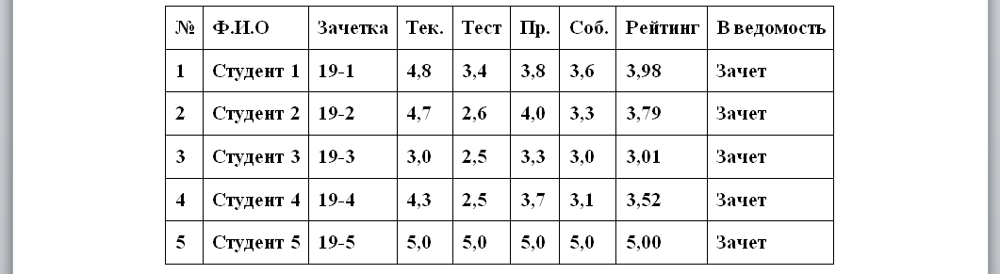 № Ф.И.О Зачетка Тек. Тест Пр. Соб. Рейтинг В ведомость
1 Студент 1 19-1 4,8 3,4 3,8 3,6 3,98 Зачет
2 Студент 2 19-2 4,7 2,6 4,0 3,3 3,79 Зачет
3 Студент 3 19-3 3,0 2,5 3,3 3,0 3,01 Зачет
4 Студент 4 19-4 4,3 2,5 3,7 3,1 3,52 Зачет
5 Студент 5 19-5 5,0 5,0 5,0 5,0 5,00 Зачет